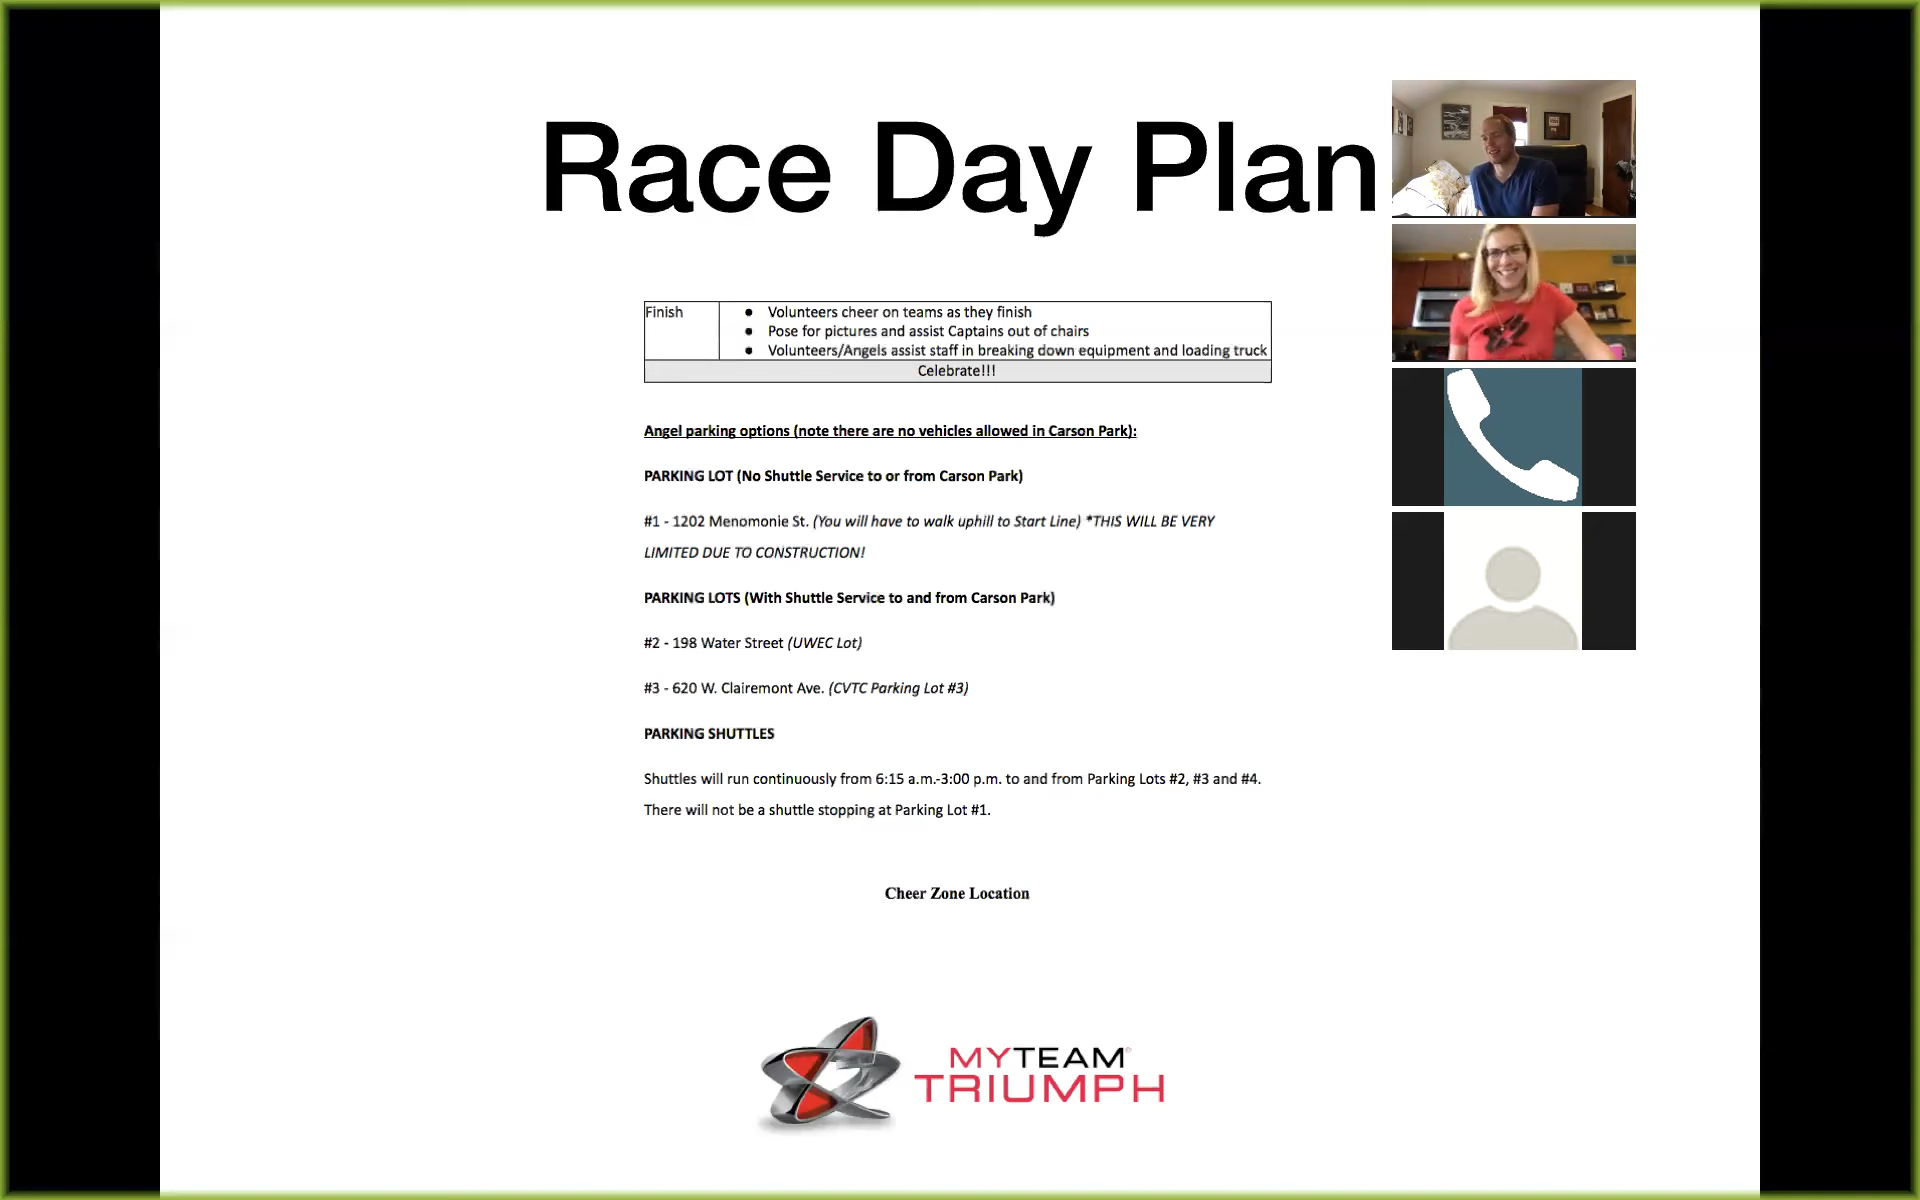 Race Day Plan
Finish
● Volunteers cheer on teams as they finish
● Pose for pictures and assist Captains out of chairs
● Volunteers/Angels assist staff in breaking down equipment and loading truck
Celebrate!!!
Angel parking options (note there are no vehicles allowed in Carson Park):
PARKING LOT (No Shuttle Service to or from Carson Park)
#1 - 1202 Menomonie St. (You will have to walk uphill to Start Line) *THIS WILL BE VERY
LIMITED DUE TO CONSTRUCTION!
PARKING LOTS (With Shuttle Service to and from Carson Park)
#2 - 198 Water Street (UWEC Lot)
#3 - 620 W. Clairemont Ave. (CVTC Parking Lot #3)
PARKING SHUTTLES
Shuttles will run continuously from 6:15 a.m.-3:00 p.m. to and from Parking Lots #2, #3 and #4.
There will not be a shuttle stopping at Parking Lot #1.
Cheer Zone Location
MYTEAM
TRIUMPH